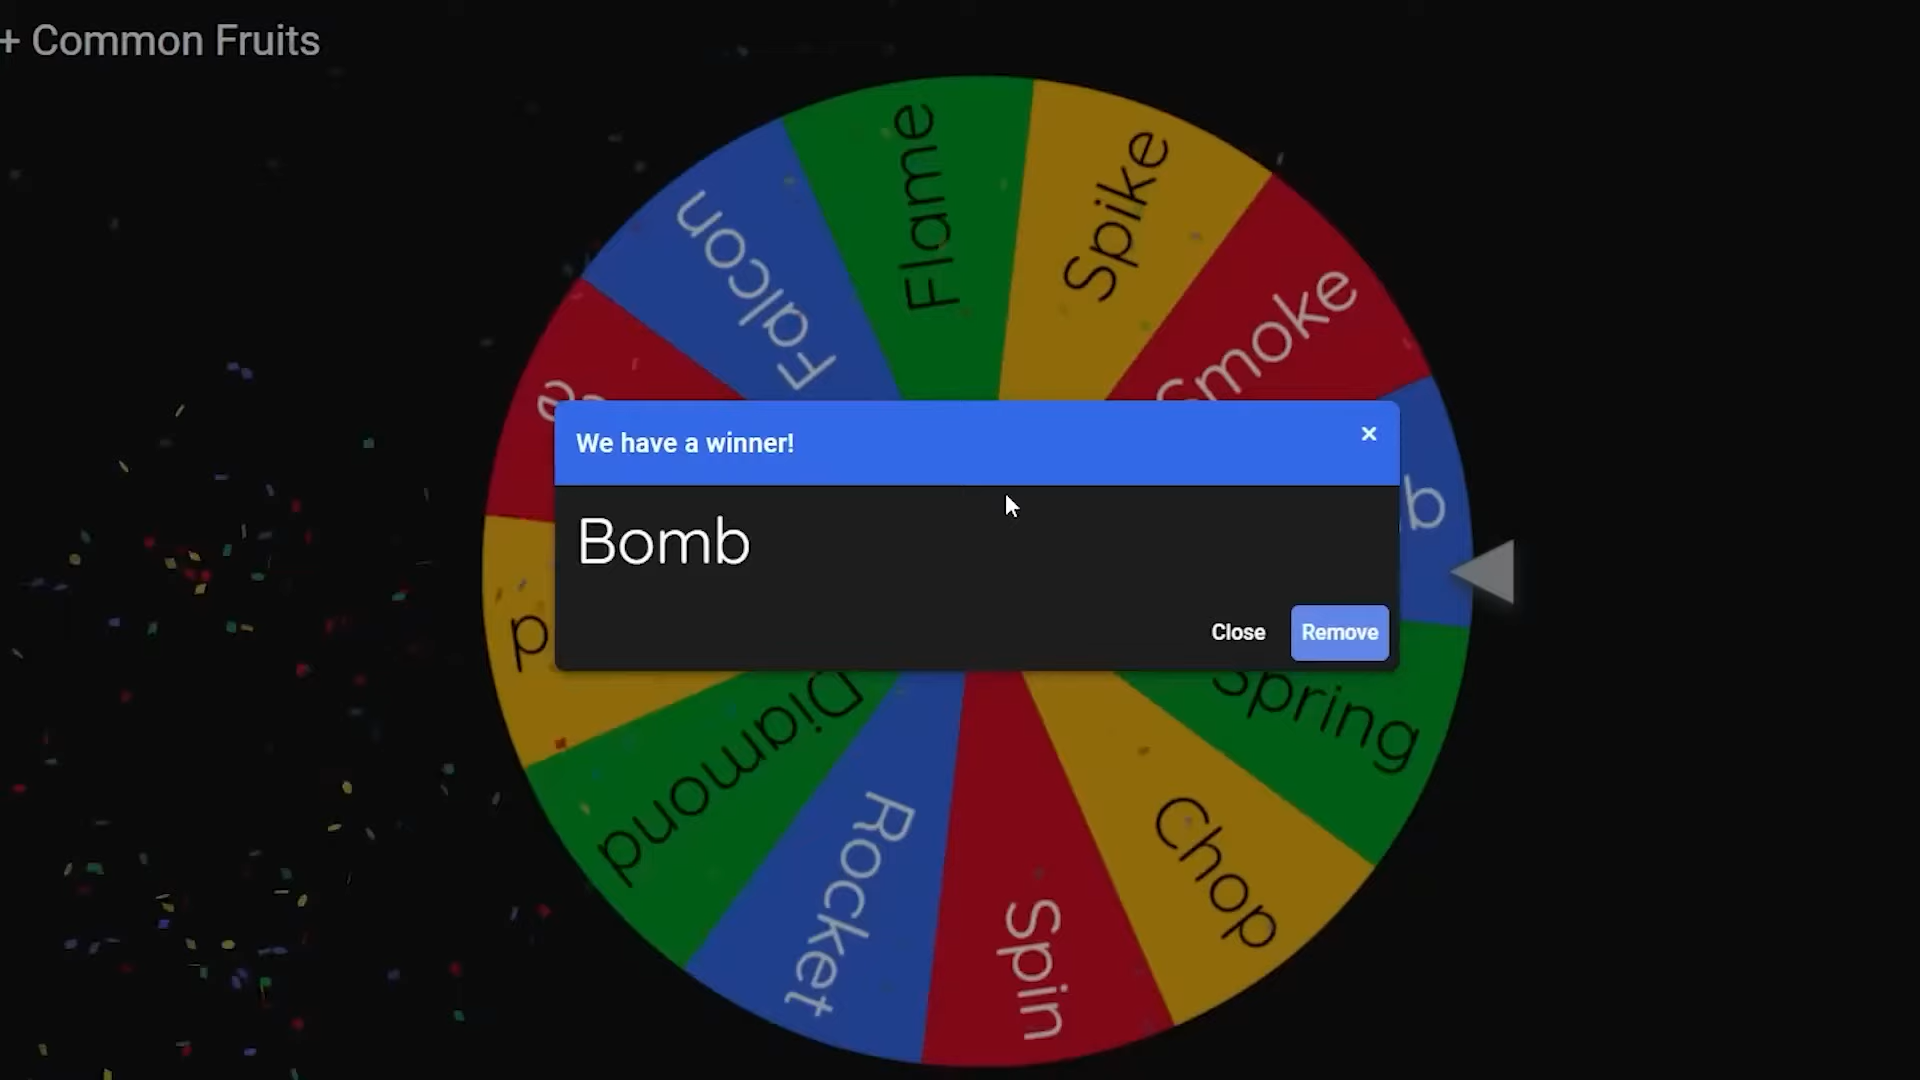 + Common Fruits
Flame
Spike
Falcon
Smoke
We have a winner!
×
Bomb
Close
Remove
Spring
Diamond
Chop
Rocket
Spin